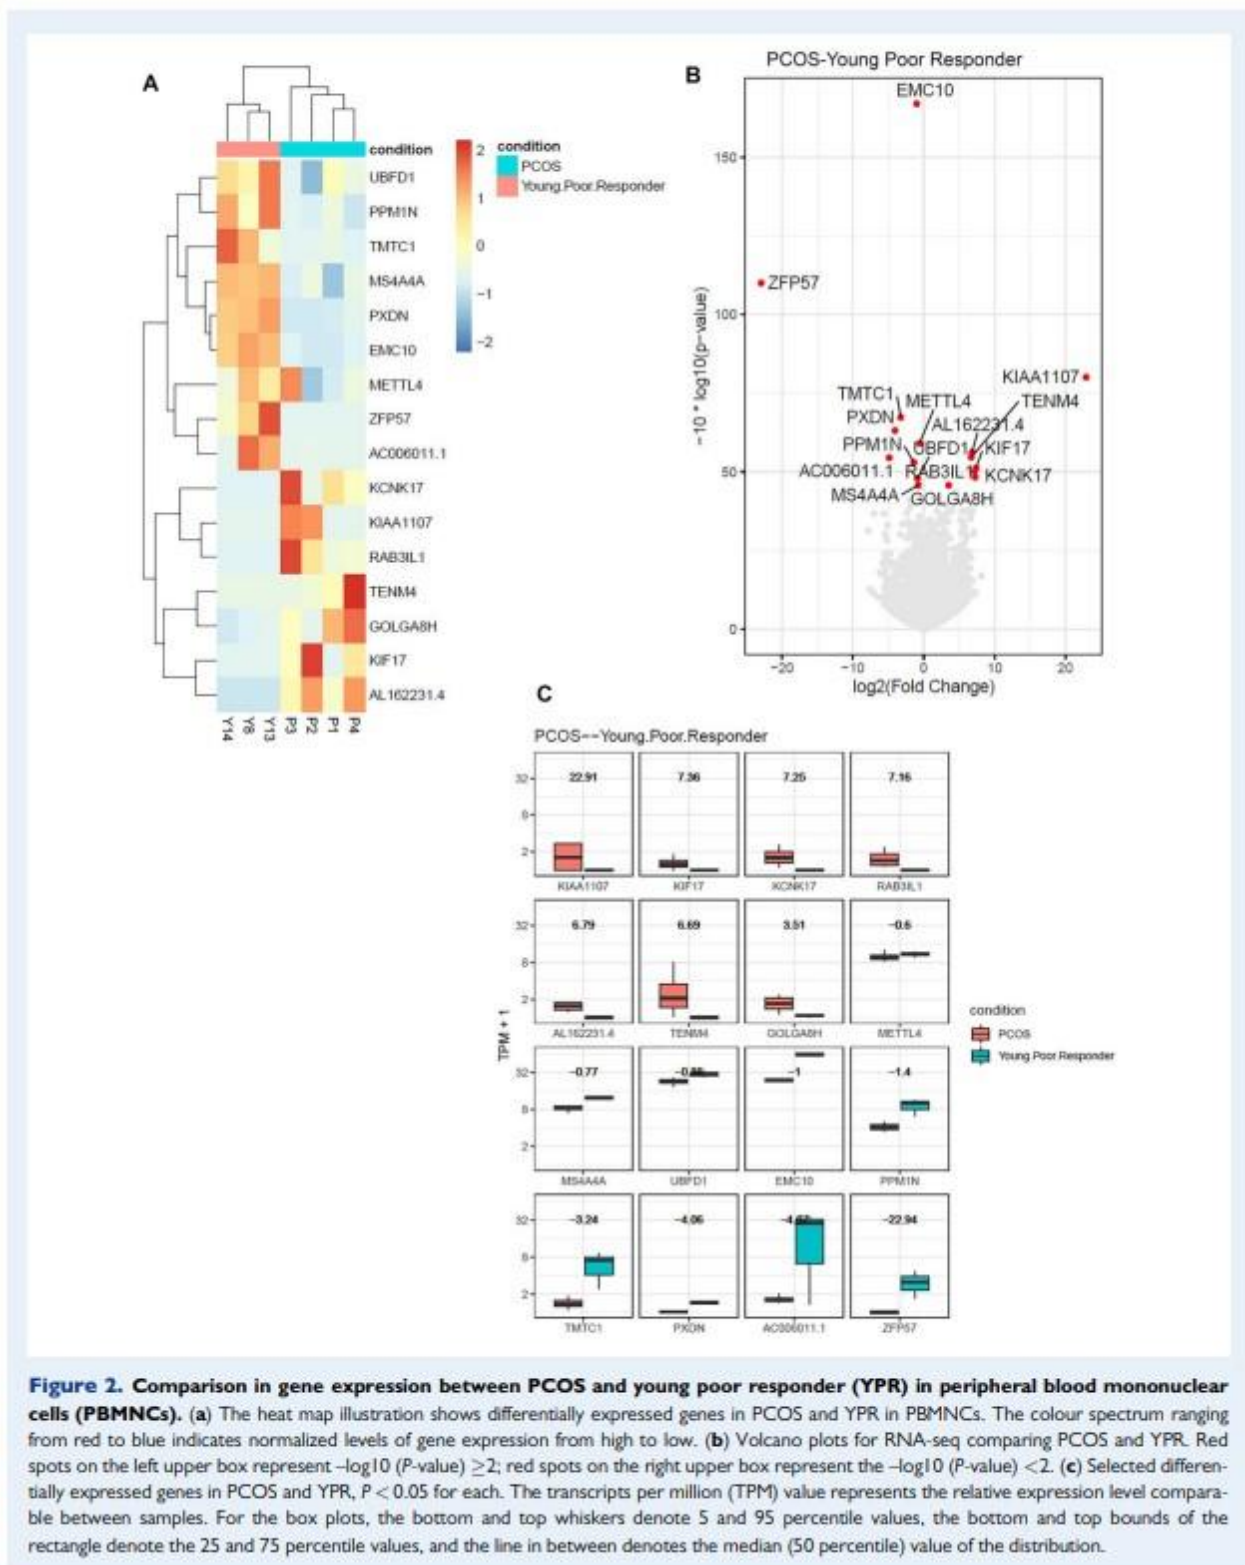 A
condition
UBFD1
PPM1N
TMTC1
MS4A4A
PXDN
EMC10
METTL4
ZFP57
AC006011.1
KCNK17
KIAA1107
RAB3IL1
TENM4
GOLGA8H
KIF17
AL162231.4
Y14 Y8 Y13 P3 P2 P1 P4
2
1
0
−1
−2
condition
PCOS
Young.Poor.Responder
B
PCOS-Young Poor Responder
EMC10
ZFP57
KIAA1107
TMTC1 METTL4 TENM4
PXDN AL162231.4
PPM1N UBFD1 KIF17
AC006011.1 RAB3IL1 KCNK17
MS4A4A GOLGA8H
150
100
50
0
−10 * log10(p−value)
−20 −10 0 10 20
log2(Fold Change)
C
PCOS−−Young.Poor.Responder
32 22.91 7.36 7.25 7.16
8
2
KIAA1107 KIF17 KCNK17 RAB3IL1
32 6.79 6.69 3.51 −0.6
8
2
AL162231.4 TENM4 GOLGA8H METTL4
TPM + 1
32 −0.77 −1 −1.4
8
2
MS4A4A UBFD1 EMC10 PPM1N
32 −3.24 −4.06 −22.94
8
2
TMTC1 PXDN AC006011.1 ZFP57
condition
PCOS
Young.Poor.Responder
Figure 2. Comparison in gene expression between PCOS and young poor responder (YPR) in peripheral blood mononuclear
cells (PBMNCs). (a) The heat map illustration shows differentially expressed genes in PCOS and YPR in PBMNCs. The colour spectrum ranging
from red to blue indicates normalized levels of gene expression from high to low. (b) Volcano plots for RNA-seq comparing PCOS and YPR. Red
spots on the left upper box represent –log10 (P-value) ≥2; red spots on the right upper box represent the –log10 (P-value) <2. (c) Selected differen-
tially expressed genes in PCOS and YPR, P < 0.05 for each. The transcripts per million (TPM) value represents the relative expression level compara-
ble between samples. For the box plots, the bottom and top whiskers denote 5 and 95 percentile values, the bottom and top bounds of the
rectangle denote the 25 and 75 percentile values, and the line in between denotes the median (50 percentile) value of the distribution.